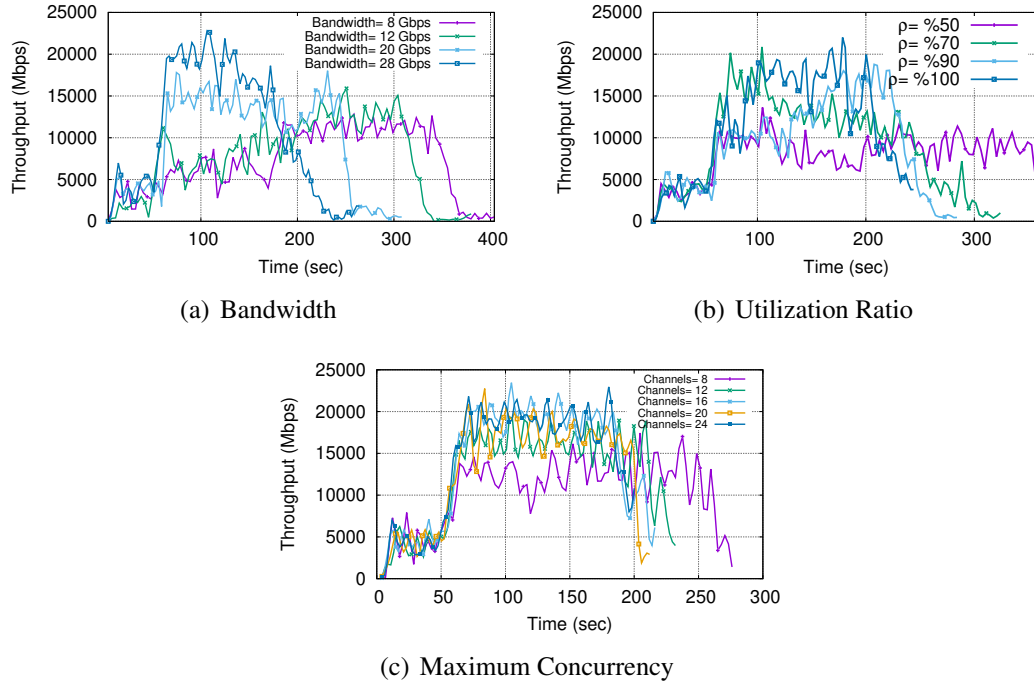 25000
20000
15000
10000
5000
0
Throughput (Mbps)
100
200
300
400
Time (sec)
Bandwidth= 8 Gbps
Bandwidth= 12 Gbps
Bandwidth= 20 Gbps
Bandwidth= 28 Gbps
(a) Bandwidth
25000
20000
15000
10000
5000
0
Throughput (Mbps)
100
200
300
Time (sec)
ρ= %50
ρ= %70
ρ= %90
ρ= %100
(b) Utilization Ratio
25000
20000
15000
10000
5000
0
Throughput (Mbps)
0
50
100
150
200
250
300
Time (sec)
Channels= 8
Channels= 12
Channels= 16
Channels= 20
Channels= 24
(c) Maximum Concurrency